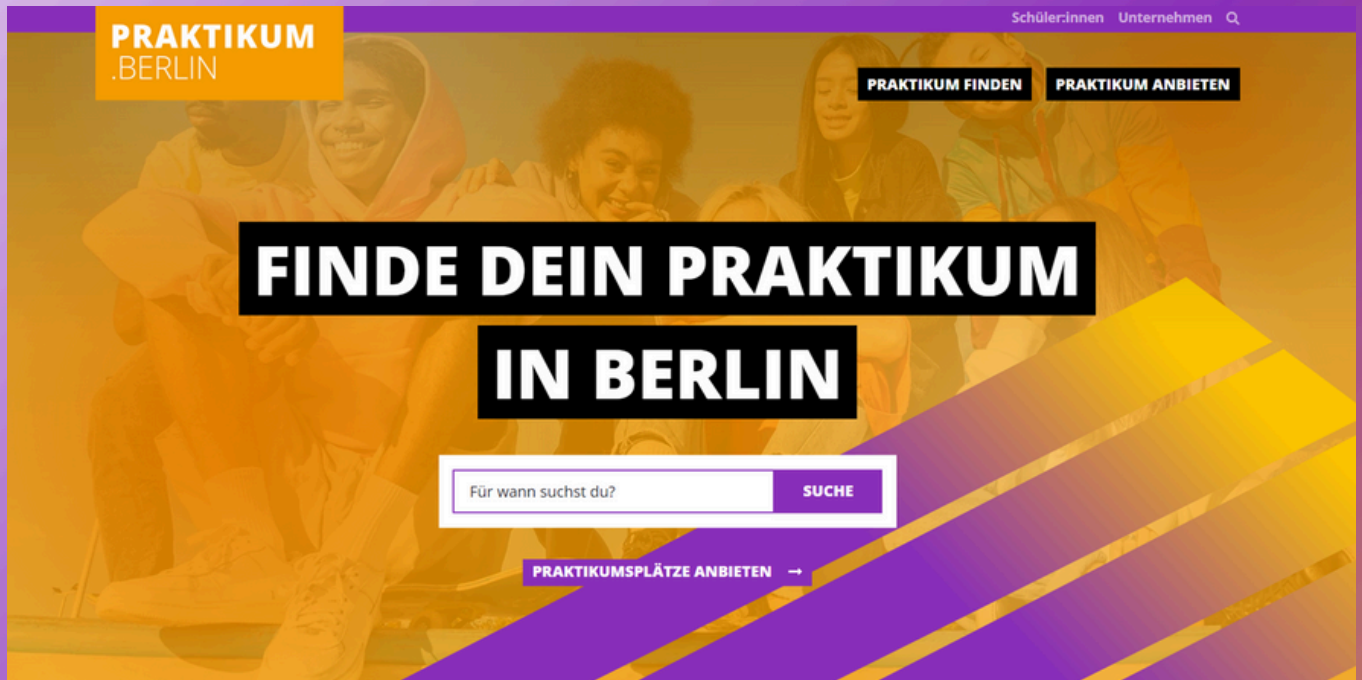 Schüler:innen Unternehmen
PRAKTIKUM
.BERLIN
PRAKTIKUM FINDEN PRAKTIKUM ANBIETEN
FINDE DEIN PRAKTIKUM
IN BERLIN
Für wann suchst du? SUCHE
PRAKTIKUMSPLÄTZE ANBIETEN →